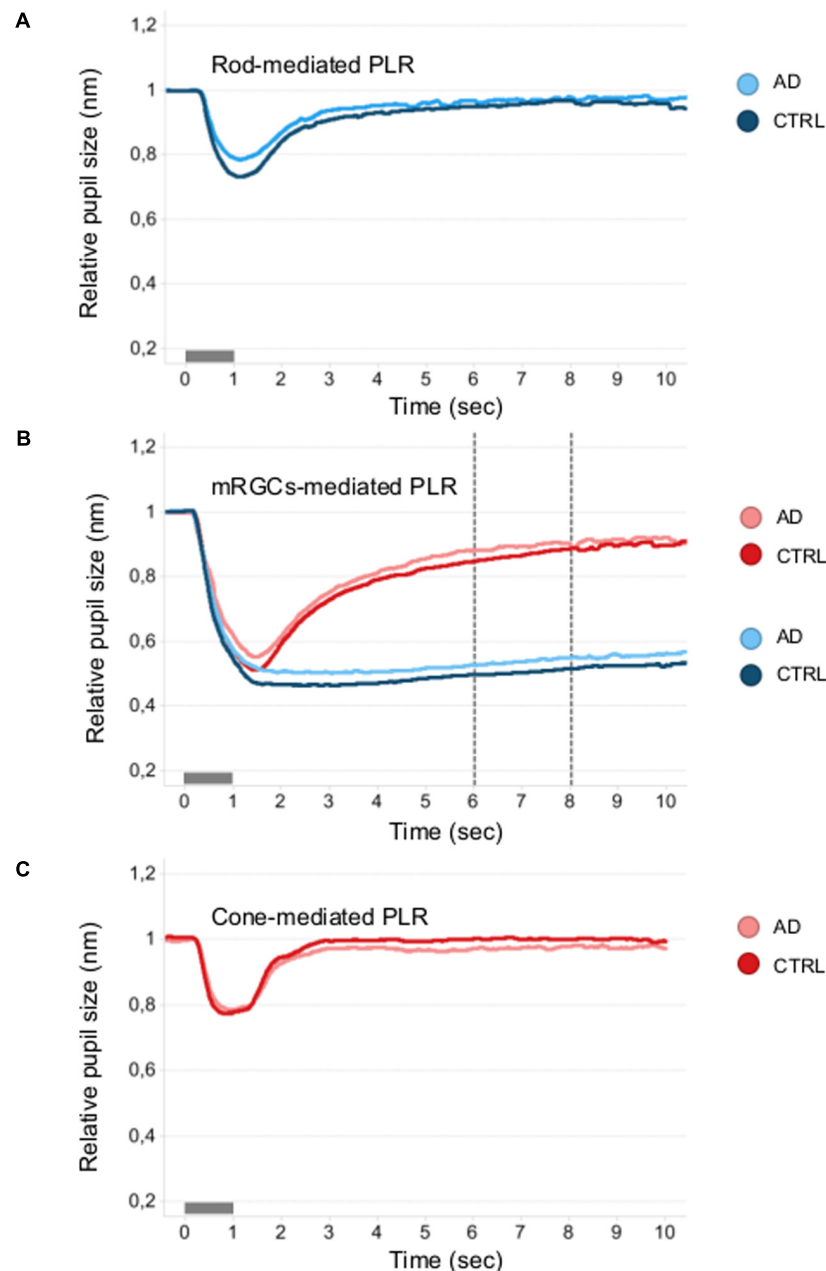 A
Rod-mediated PLR
Relative pupil size (nm)
1,2
1
0,8
0,6
0,4
0,2
0 1 2 3 4 5 6 7 8 9 10
Time (sec)
AD
CTRL
B
mRGCs-mediated PLR
Relative pupil size (nm)
1,2
1
0,8
0,6
0,4
0,2
0 1 2 3 4 5 6 7 8 9 10
Time (sec)
AD
CTRL
AD
CTRL
C
Cone-mediated PLR
Relative pupil size (nm)
1,2
1
0,8
0,6
0,4
0,2
0 1 2 3 4 5 6 7 8 9 10
Time (sec)
AD
CTRL